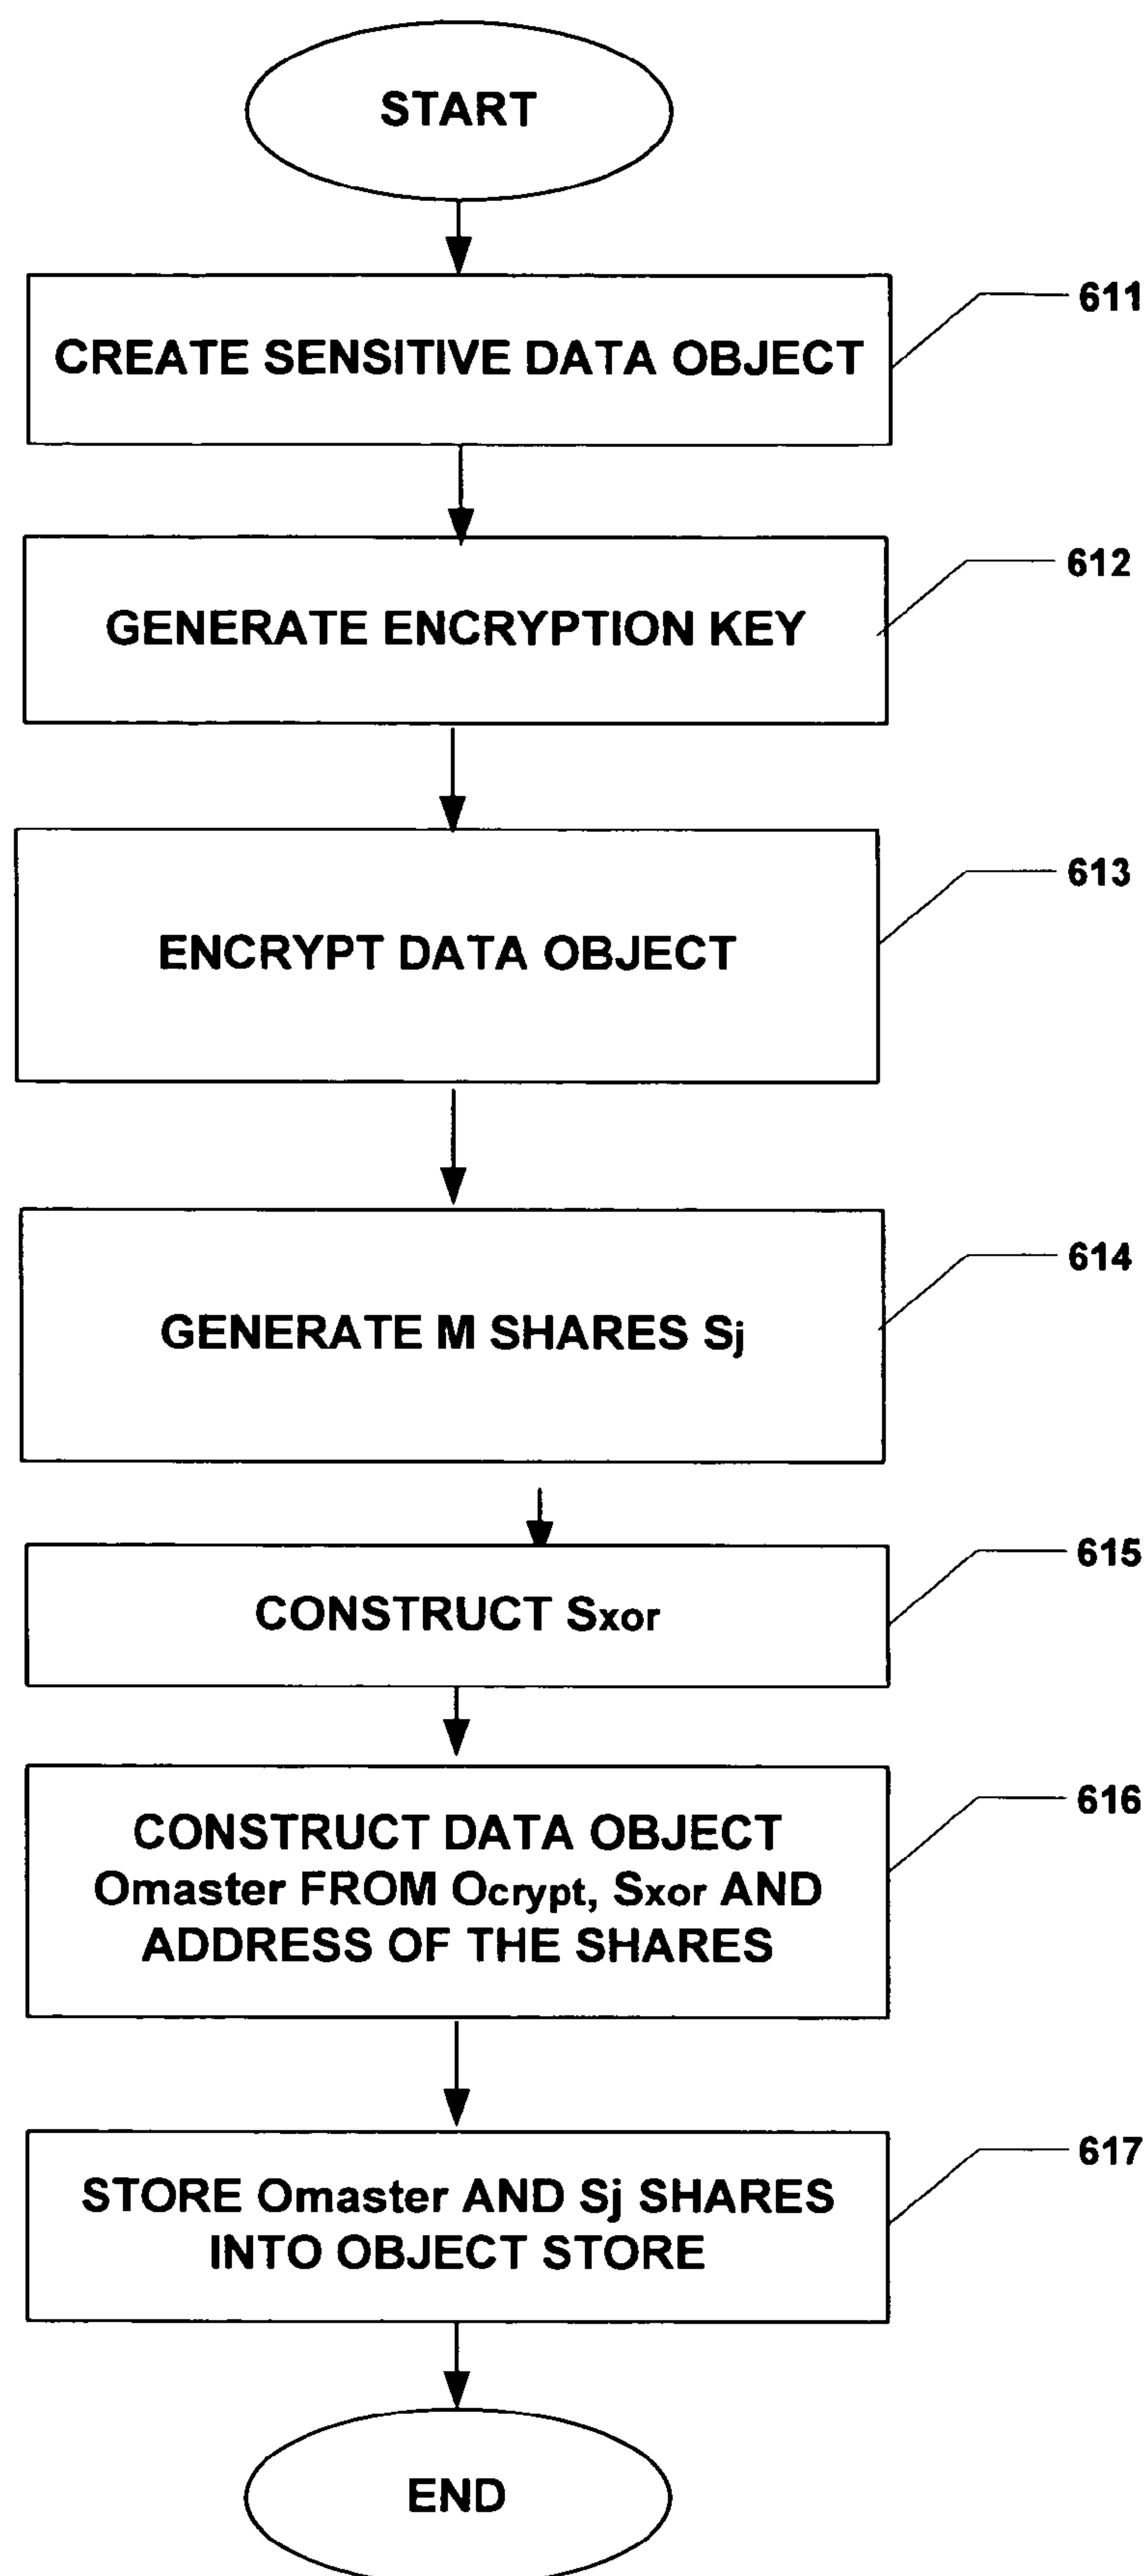 START
CREATE SENSITIVE DATA OBJECT
611
GENERATE ENCRYPTION KEY
612
ENCRYPT DATA OBJECT
613
GENERATE M SHARES Sj
614
CONSTRUCT Sxor
615
CONSTRUCT DATA OBJECT
Omaster FROM Ocrypt, Sxor AND
ADDRESS OF THE SHARES
616
STORE Omaster AND Sj SHARES
INTO OBJECT STORE
617
END